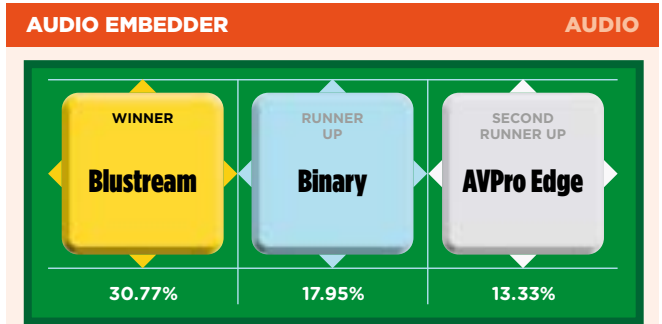 AUDIO EMBEDDER
AUDIO
WINNER
Blustream
30.77%
RUNNER
UP
Binary
17.95%
SECOND
RUNNER UP
AVPro Edge
13.33%